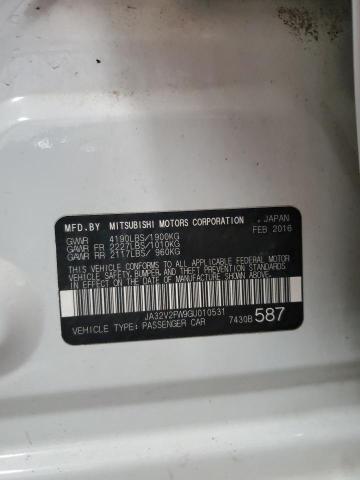 MFD.BY MITSUBISHI MOTORS CORPORATION , JAPAN
GVWR 4190LBS/1900KG FEB 2016
GAWR FR 2227LBS/1010KG
GAWR RR 2117LBS/ 960KG
THIS VEHICLE CONFORMS TO ALL APPLICABLE FEDERAL MOTOR
VEHICLE SAFETY,BUMPER AND THEFT PREVENTION STANDARDS
IN EFFECT ON THE DATE OF MANUFACTURE SHOWN ABOVE.
JA32V2FW9GU010531
VEHICLE TYPE: PASSENGER CAR 7430B 587